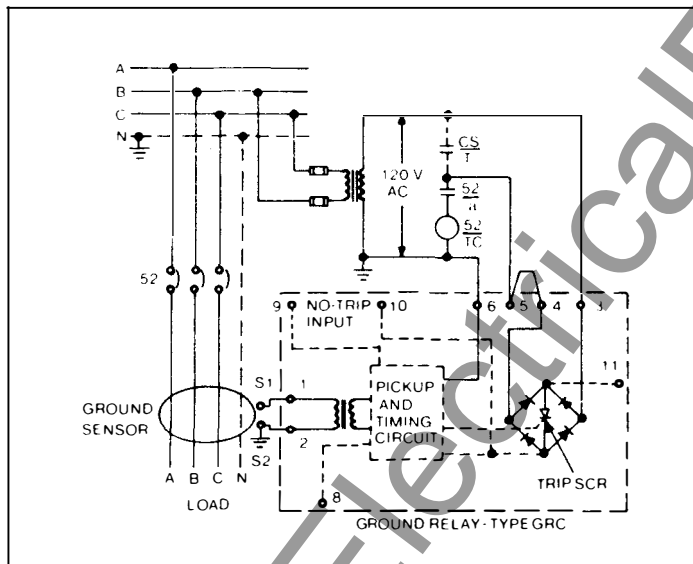 A
B
C
N
120 V
AC
CS
T
52
a
52
TC
52
9 NO-TRIP 10 6 5 4 3
INPUT
11
S1 1
GROUND
SENSOR
PICKUP
AND
TIMING
CIRCUIT
S2 2
TRIP SCR
A B C N 8
LOAD
GROUND RELAY - TYPE GRC
Electrical